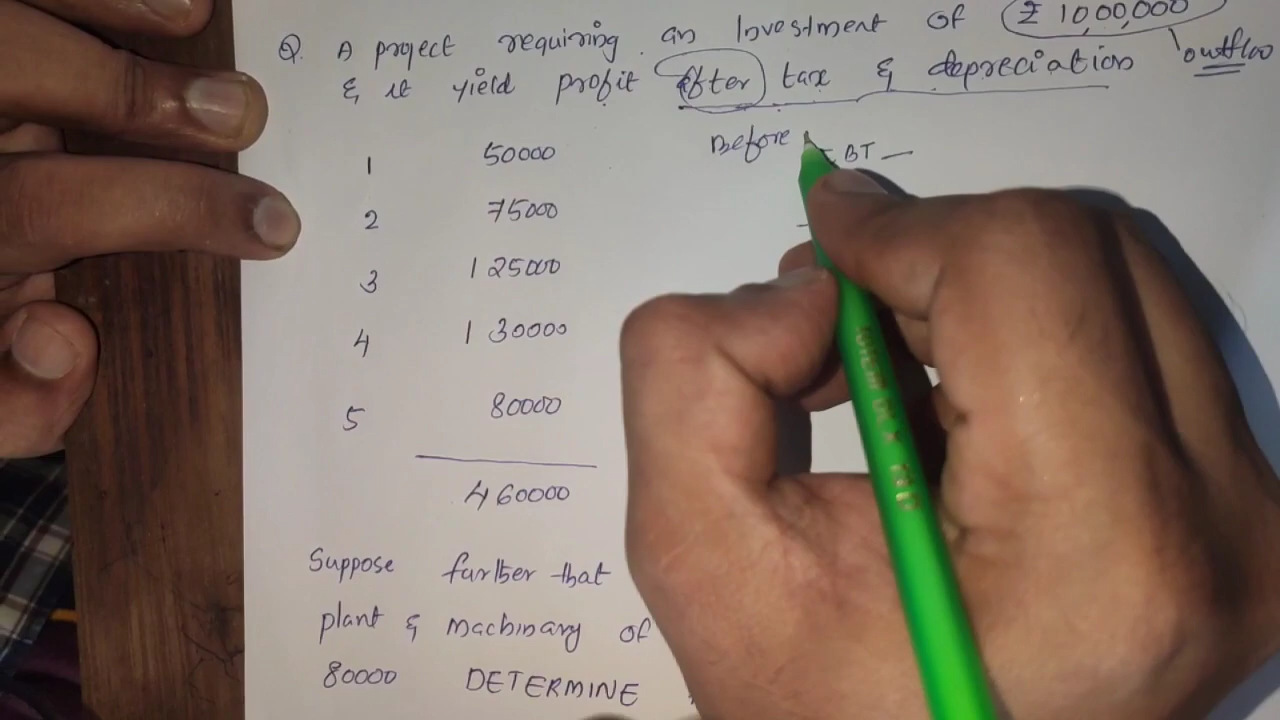 Q. A project requiring an Investment of ₹ 10,00,000 outflo
& it yield profit after tax & depreciation
Before BT —
1 50000
2 75000
3 125000
4 130000
5 80000
460000
Suppose further that
plant & machinary of
80000 DETERMINE